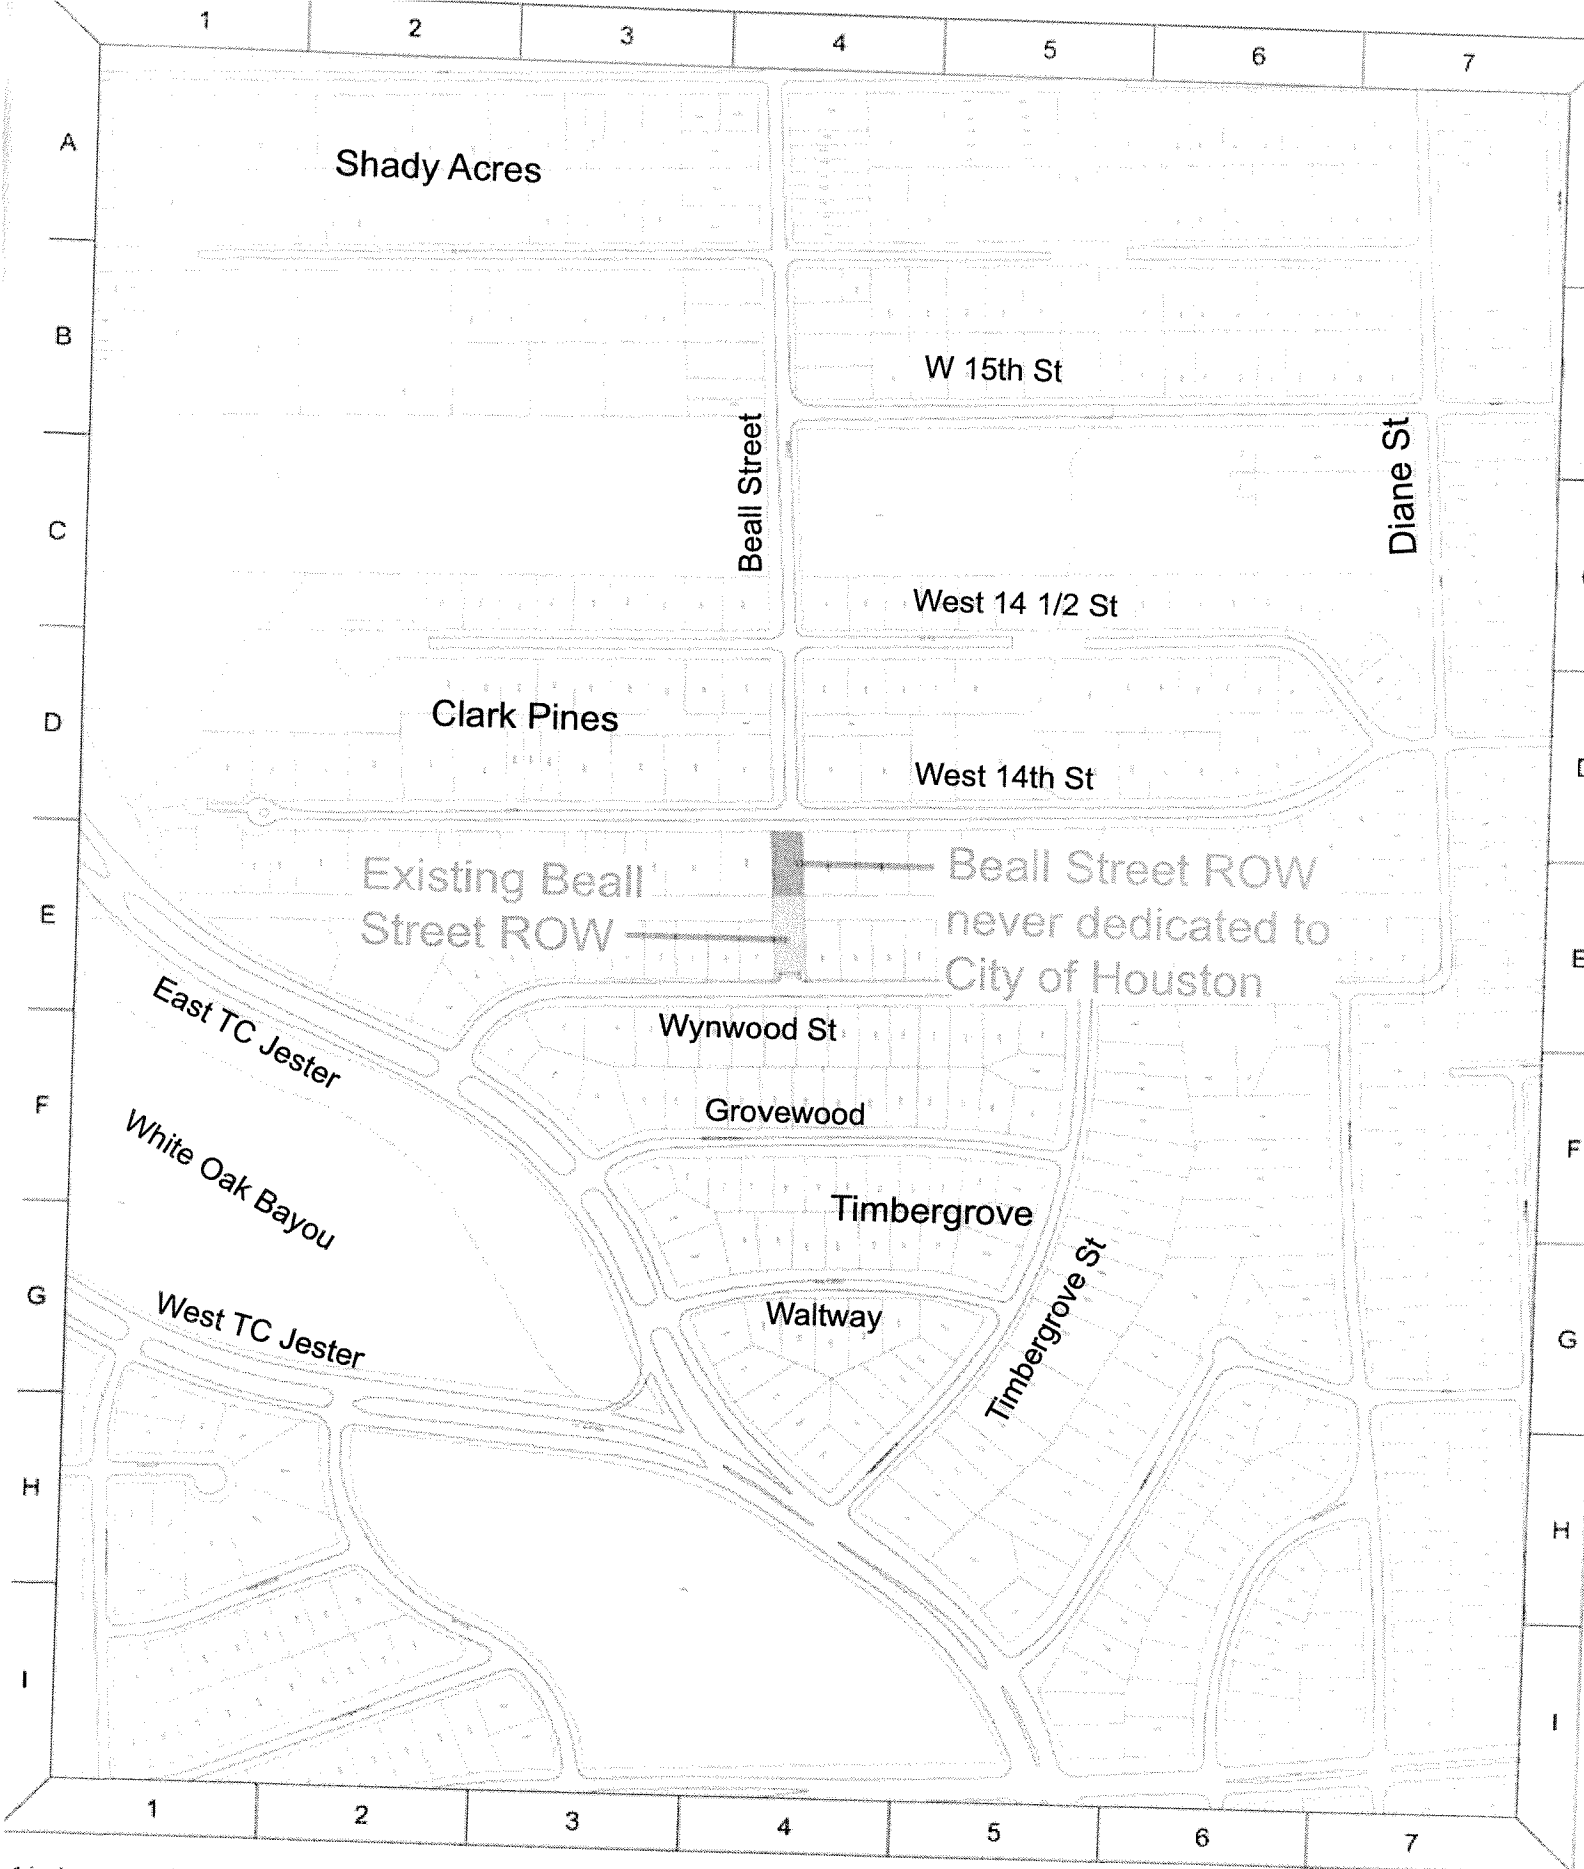 1 2 3 4 5 6 7
A
Shady Acres
B
W 15th St
Beall Street
Diane St
C
West 14 1/2 St
D
Clark Pines
West 14th St
D
Existing Beall
Street ROW
Beall Street ROW
never dedicated to
City of Houston
E
E
East TC Jester
Wynwood St
F
Grovewood
F
White Oak Bayou
Timbergrove
Timbergrove St
G
West TC Jester
Waltway
G
H
H
I
I
1 2 3 4 5 6 7